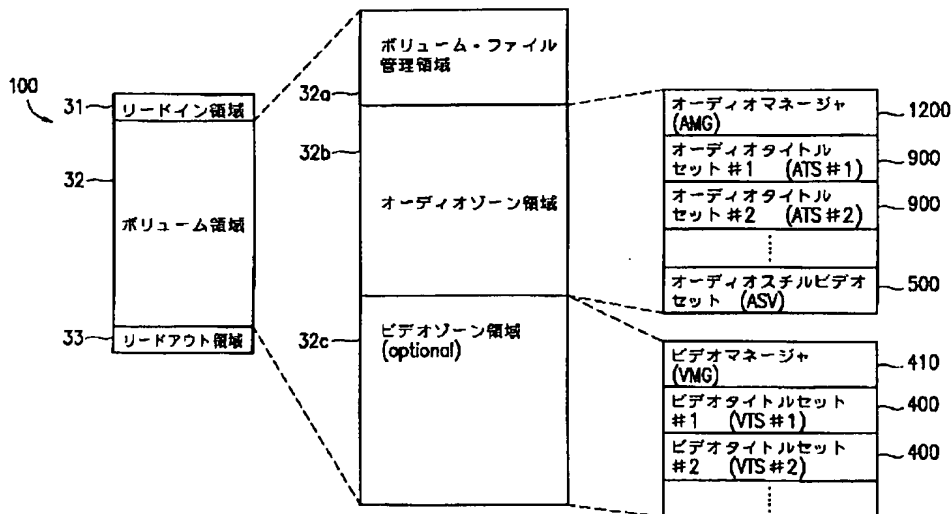 100
31
リードイン領域
32
ボリューム領域
33
リードアウト領域
ボリューム・ファイル
管理領域
32a
32b
オーディオゾーン領域
32c
ビデオゾーン領域
(optional)
オーディオマネージャ
(AMG)
1200
オーディオタイトル
セット#1 (ATS#1)
900
オーディオタイトル
セット#2 (ATS#2)
900
オーディオスチルビデオ
セット (ASV)
500
ビデオマネージャ
(VMG)
410
ビデオタイトルセット
#1 (VTS#1)
400
ビデオタイトルセット
#2 (VTS#2)
400